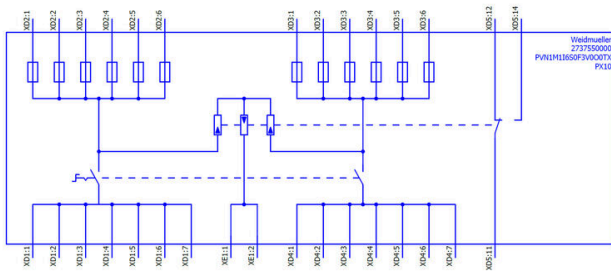 XD2:1
XD2:2
XD2:3
XD2:4
XD2:5
XD2:6
XD3:1
XD3:2
XD3:3
XD3:4
XD3:5
XD3:6
XD5:12
XD5:14
Weidmueller
2737550000
PVN1M1I6S0F3V0O0TX
PX10
XD1:1
XD1:2
XD1:3
XD1:4
XD1:5
XD1:6
XD1:7
XE1:1
XE1:2
XD4:1
XD4:2
XD4:3
XD4:4
XD4:5
XD4:6
XD4:7
XD5:11